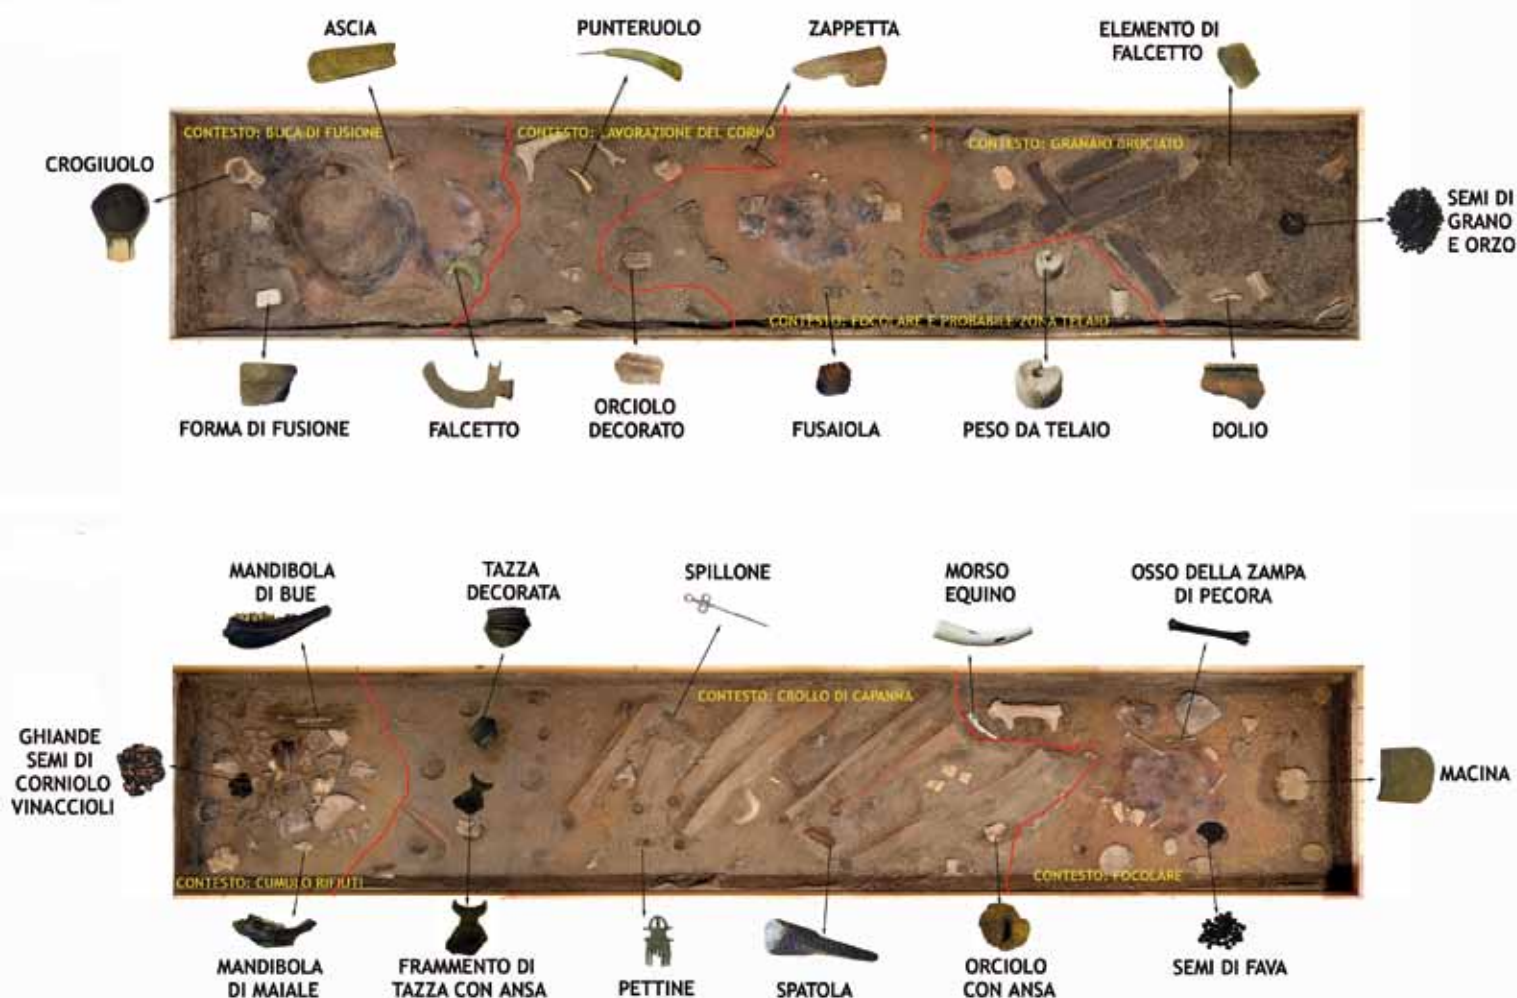 ASCIA
PUNTERUOLO
ZAPPETTA
ELEMENTO DI
FALCETTO
CONTESTO: BUCA DI FUSIONE
CONTESTO: LAVORAZIONE DEL CORNO
CONTESTO: GRANAIO BRUCIATO
CROGIUOLO
SEMI DI
GRANO
E ORZO
CONTESTO: FOCOLARE E PROBABILE ZONA TELAIO
FORMA DI FUSIONE
FALCETTO
ORCIOLO
DECORATO
FUSAIOLA
PESO DA TELAIO
DOLIO
MANDIBOLA
DI BUE
TAZZA
DECORATA
SPILLONE
MORSO
EQUINO
OSSO DELLA ZAMPA
DI PECORA
CONTESTO: CROLLO DI CAPANNA
GHIANDE
SEMI DI
CORNIOLO
VINACCIOLI
MACINA
CONTESTO: CUMULO RIFIUTI
CONTESTO: FOCOLARE
MANDIBOLA
DI MAIALE
FRAMMENTO DI
TAZZA CON ANSA
PETTINE
SPATOLA
ORCIOLO
CON ANSA
SEMI DI FAVA